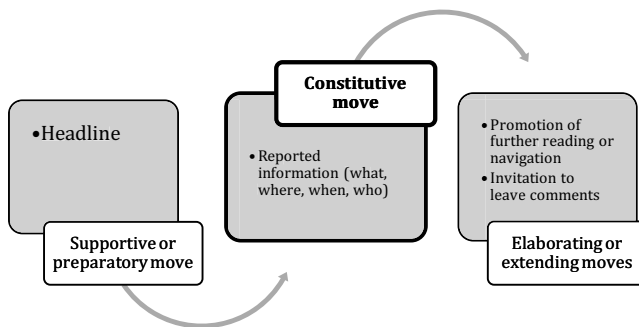 •Headline
Supportive or
preparatory move
Constitutive
move
•Reported
information (what,
where, when, who)
•Promotion of
further reading or
navigation
•Invitation to
leave comments
Elaborating or
extending moves